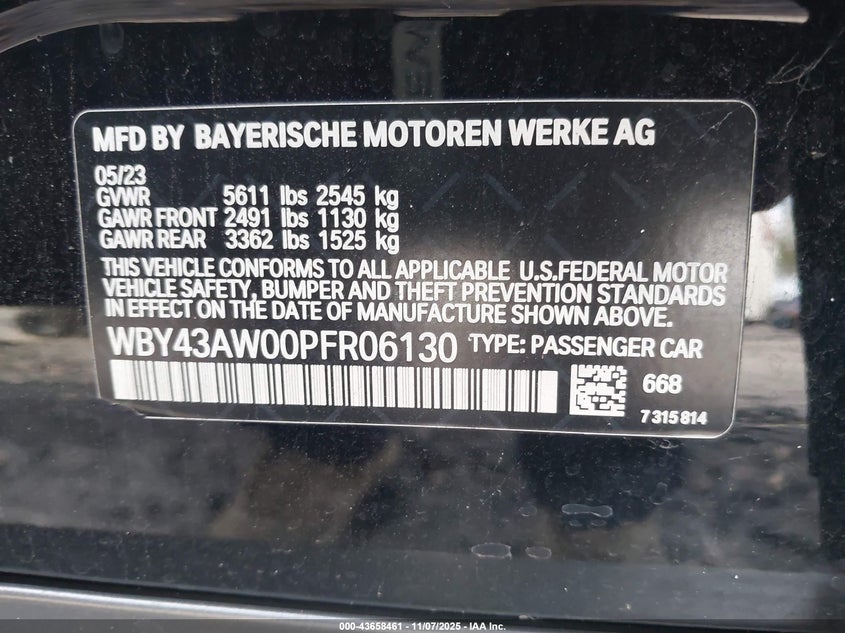 MFD BY BAYERISCHE MOTOREN WERKE AG
05/23
GVWR 5611 lbs 2545 kg
GAWR FRONT 2491 lbs 1130 kg
GAWR REAR 3362 lbs 1525 kg
THIS VEHICLE CONFORMS TO ALL APPLICABLE U.S.FEDERAL MOTOR
VEHICLE SAFETY, BUMPER AND THEFT PREVENTION STANDARDS
IN EFFECT ON THE DATE OF MANUFACTURE SHOWN ABOVE.
WBY43AW00PFR06130 TYPE: PASSENGER CAR
668
7315814
000-43658461 - 11/07/2025 - IAA Inc.